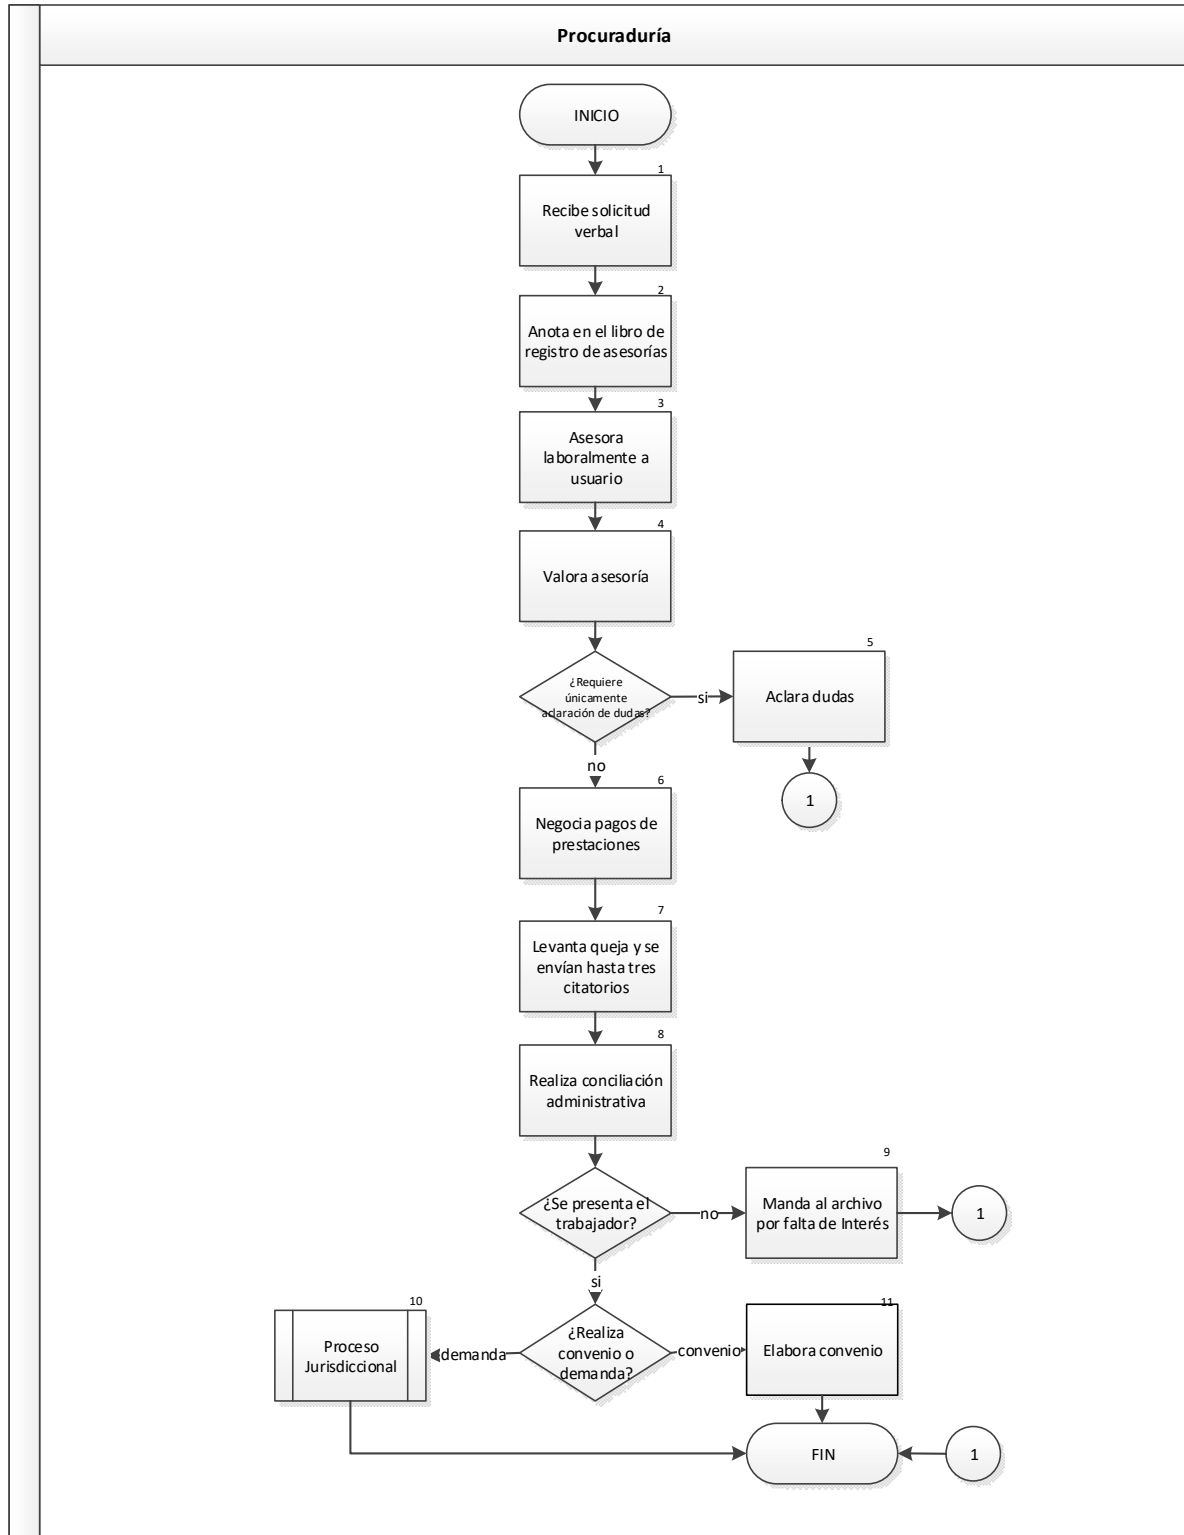 Procuraduría
INICIO
1
Recibe solicitud
verbal
2
Anota en el libro de
registro de asesorías
3
Asesora
laboralmente a
usuario
4
Valora asesoría
¿Requiere
únicamente
aclaración de dudas?
si
5
Aclara dudas
1
no
6
Negocia pagos de
prestaciones
7
Levanta queja y se
envían hasta tres
citatorios
8
Realiza conciliación
administrativa
¿Se presenta el
trabajador?
no
9
Manda al archivo
por falta de Interés
1
si
¿Realiza
convenio o
demanda?
demanda
10
Proceso
Jurisdiccional
convenio
11
Elabora convenio
FIN
1